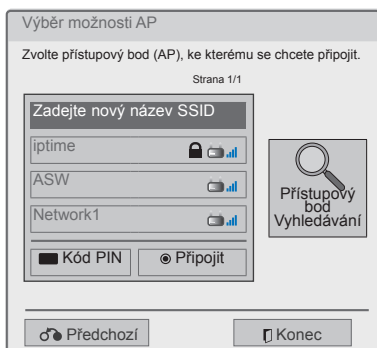 Výběr možnosti AP
Zvolte přístupový bod (AP), ke kterému se chcete připojit.
Strana 1/1
Zadejte nový název SSID
iptime
ASW
Network1
Kód PIN
Připojit
Přístupový
bod
Vyhledávání
Předchozí
Konec